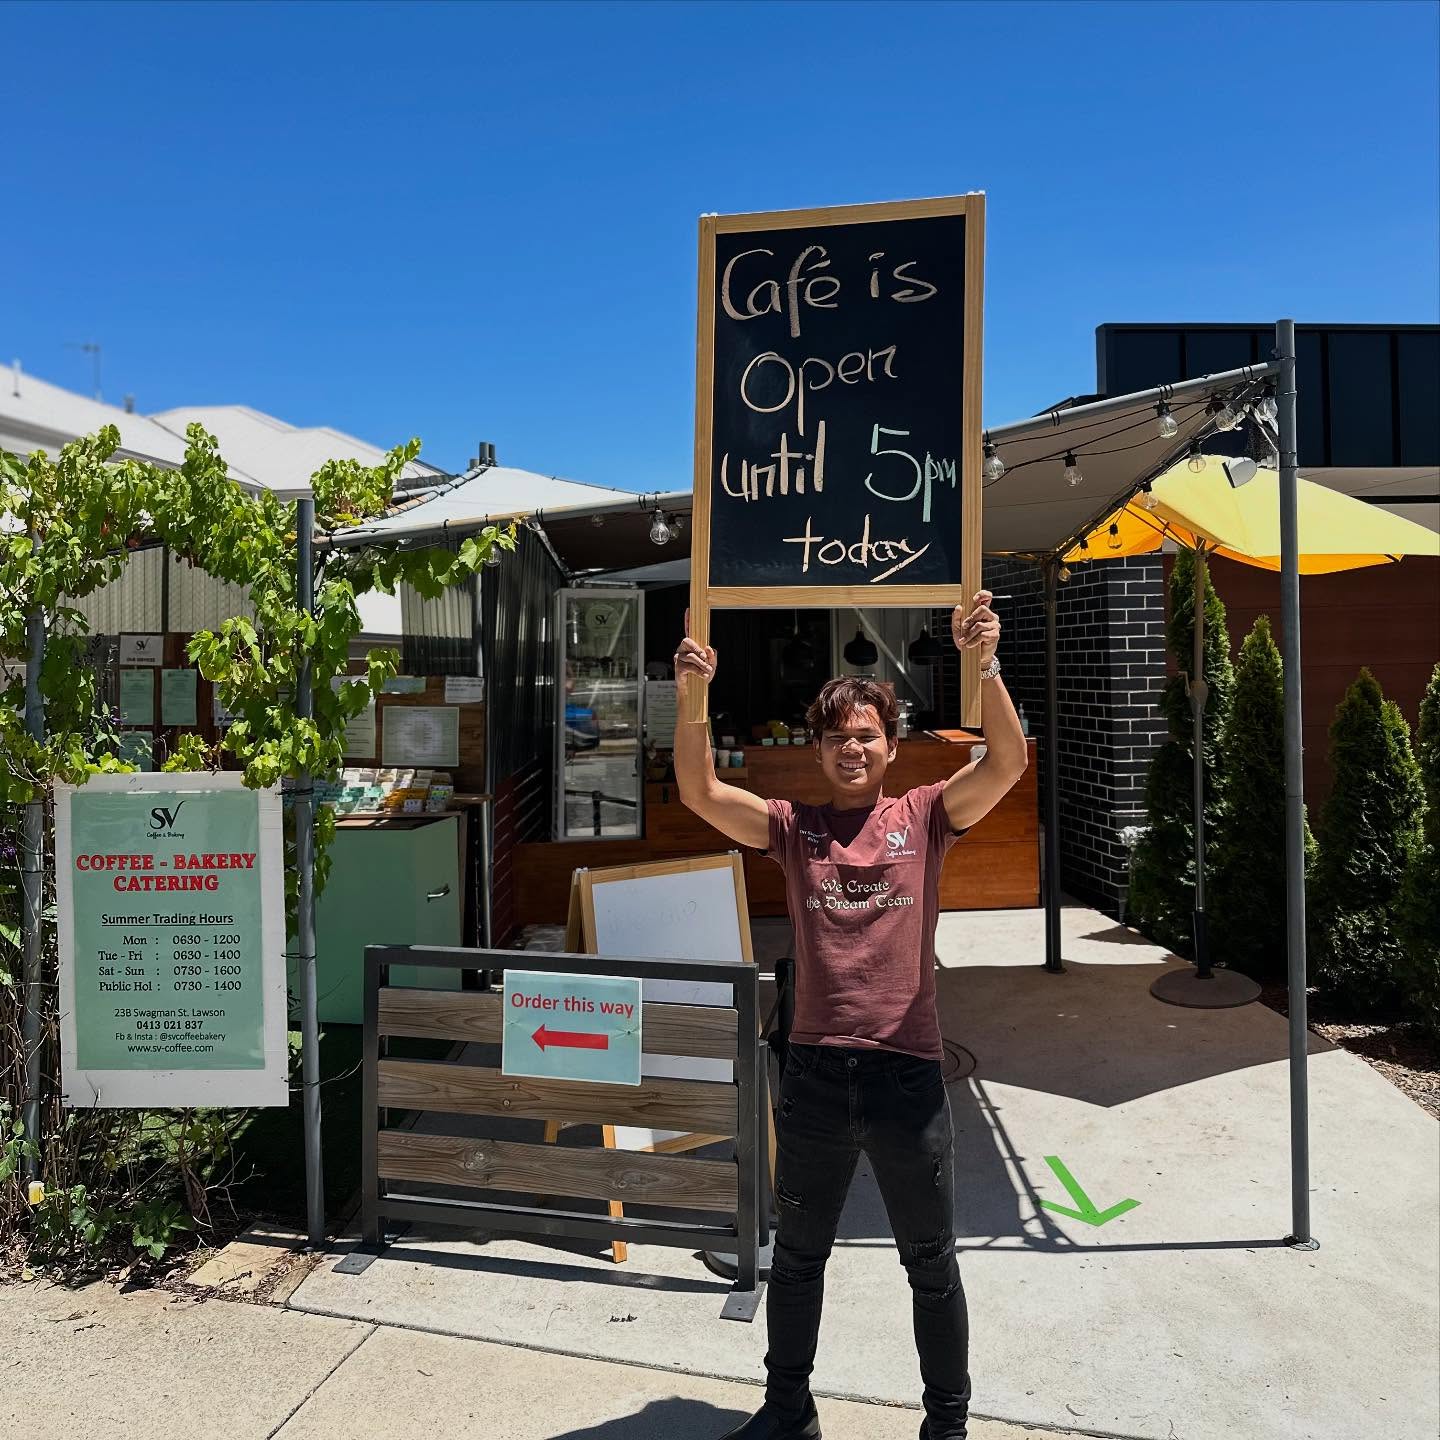 Café is
open
until 5pm
today
SV
Coffee & Bakery
COFFEE - BAKERY
CATERING
Summer Trading Hours
Mon : 0630 - 1200
Tue - Fri : 0630 - 1400
Sat - Sun : 0730 - 1600
Public Hol : 0730 - 1400
23B Swagman St. Lawson
0413 021 837
Fb & Insta : @svcoffeebakery
www.sv-coffee.com
Order this way
SV
Coffee & Bakery
We Create
the Dream Team
SV
SV